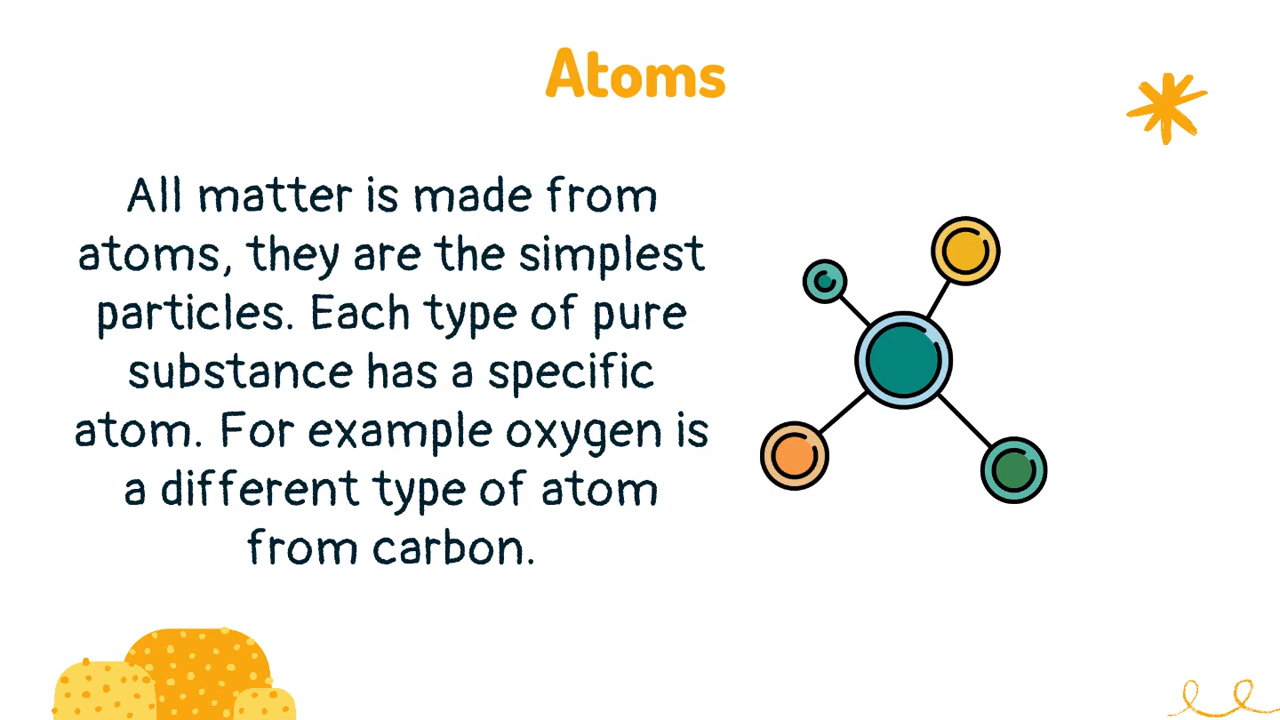 Atoms
All matter is made from
atoms, they are the simplest
particles. Each type of pure
substance has a specific
atom. For example oxygen is
a different type of atom
from carbon.